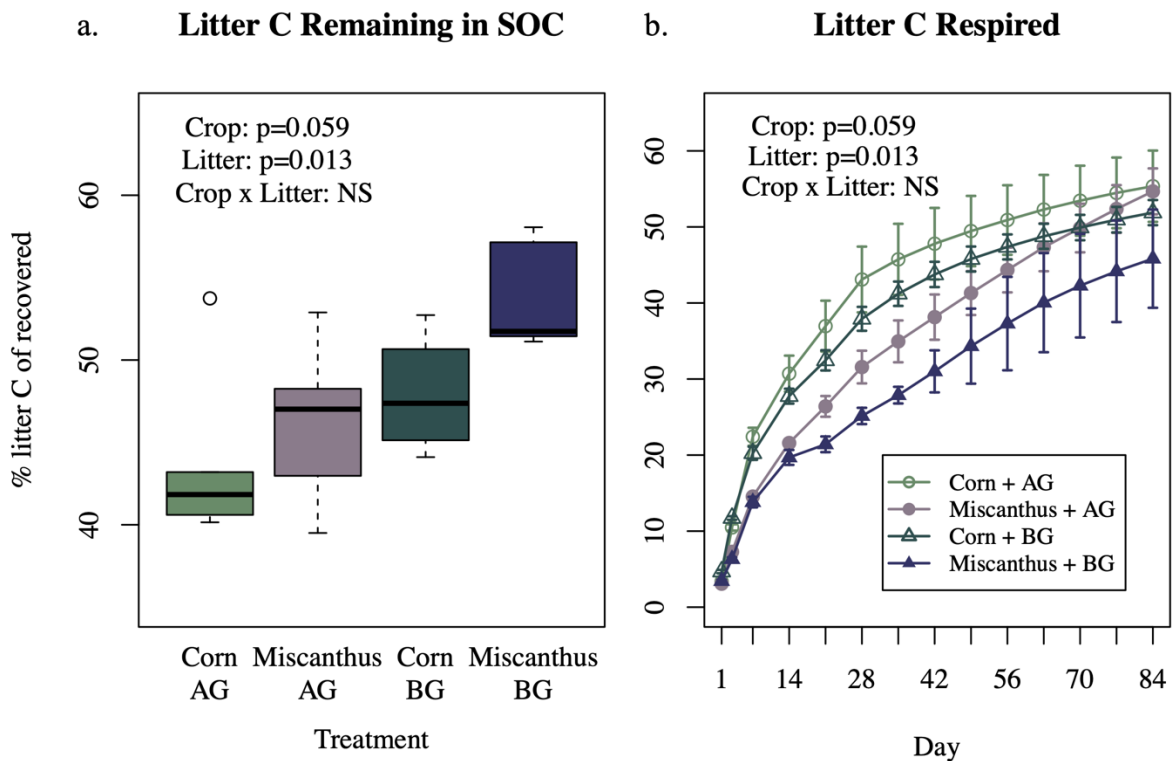 a. Litter C Remaining in SOC
Crop: p=0.059
Litter: p=0.013
Crop x Litter: NS
% litter C of recovered
60
50
40
Corn AG
Miscanthus AG
Corn BG
Miscanthus BG
Treatment
b. Litter C Respired
Crop: p=0.059
Litter: p=0.013
Crop x Litter: NS
60
50
40
30
20
10
0
Corn + AG
Miscanthus + AG
Corn + BG
Miscanthus + BG
1 14 28 42 56 70 84
Day